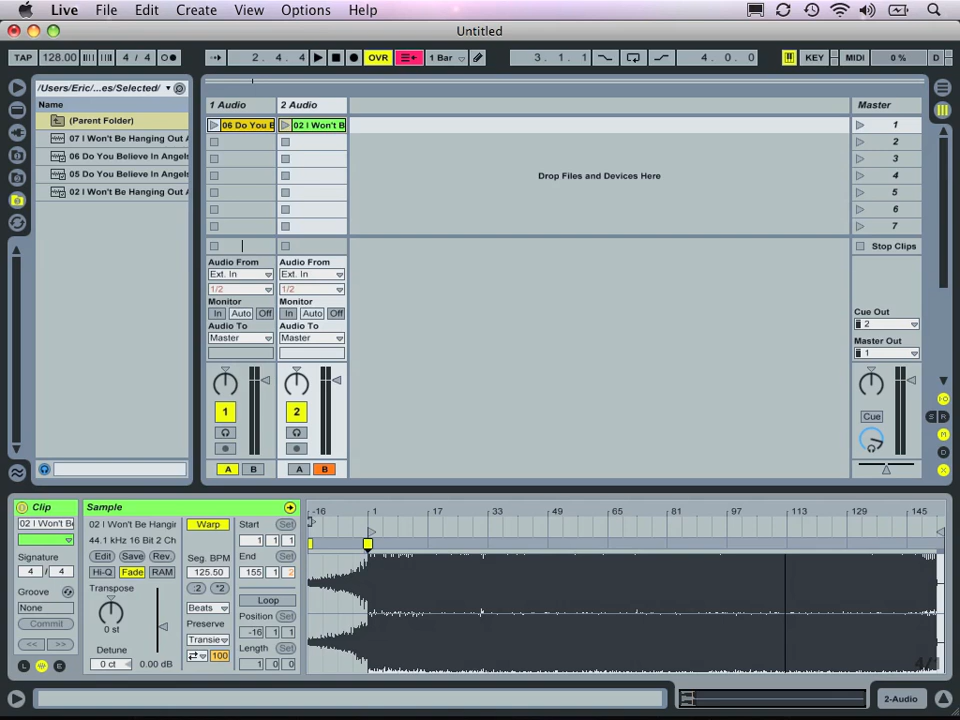 Live File Edit Create View Options Help
Untitled
TAP 128.00 4 / 4 2. 4. 4 OVR 1 Bar 3. 1. 1 4. 0. 0 KEY MIDI 0 % D
/Users/Eric/...es/Selected/
Name
(Parent Folder)
07 I Won't Be Hanging Out A
06 Do You Believe In Angels
05 Do You Believe In Angels
02 I Won't Be Hanging Out A
1 Audio 2 Audio Master
06 Do You B 02 I Won't B 1
2
3
4
5
6
7
Drop Files and Devices Here
Stop Clips
Audio From Audio From
Ext. In Ext. In
1/2 1/2
Monitor Monitor
In Auto Off In Auto Off
Audio To Audio To
Master Master
Cue Out
2
Master Out
1
1 2 Cue
A B A B
S R
M
D
X
Clip Sample
02 I Won't Be 02 I Won't Be Hangir Warp Start Set
44.1 kHz 16 Bit 2 Ch 1 1 1
Signature Edit Save Rev. Seg. BPM End Set
4 / 4 Hi-Q Fade RAM 125.50 155 1 2
Groove Transpose :2 *2 Loop
None 0 st Beats Position Set
Commit Preserve -16 1 1
<< >> Detune Transie Length Set
L E 0 ct 0.00 dB 100 1 0 0
-16 1 17 33 49 65 81 97 113 129 145
4/1
2-Audio